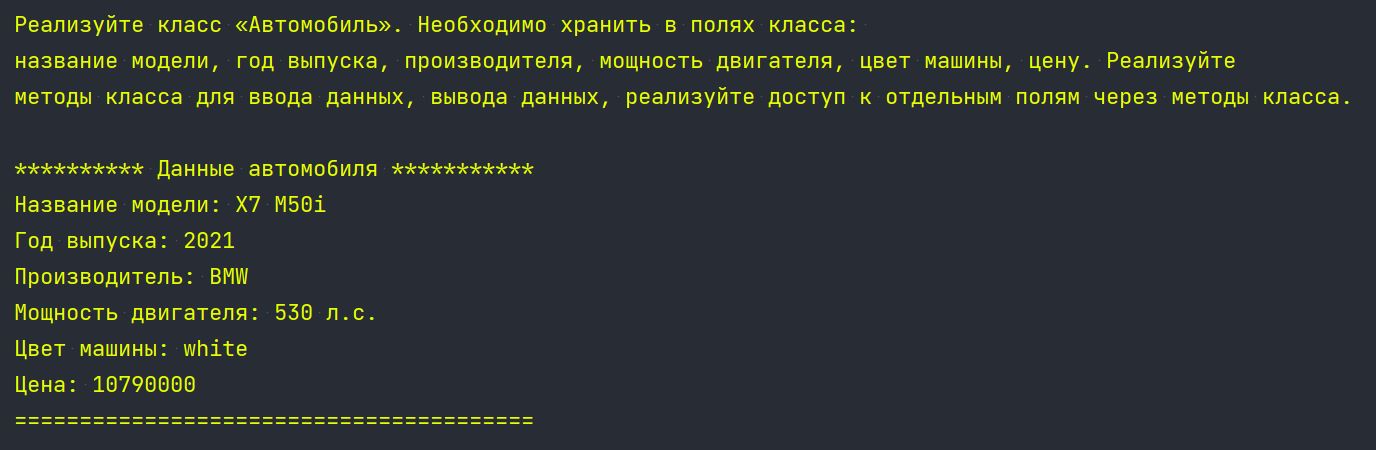 Реализуйте класс «Автомобиль». Необходимо хранить в полях класса:
название модели, год выпуска, производителя, мощность двигателя, цвет машины, цену. Реализуйте
методы класса для ввода данных, вывода данных, реализуйте доступ к отдельным полям через методы класса.
********** Данные автомобиля ***********
Название модели: X7 M50i
Год выпуска: 2021
Производитель: BMW
Мощность двигателя: 530 л.с.
Цвет машины: white
Цена: 10790000
========================================